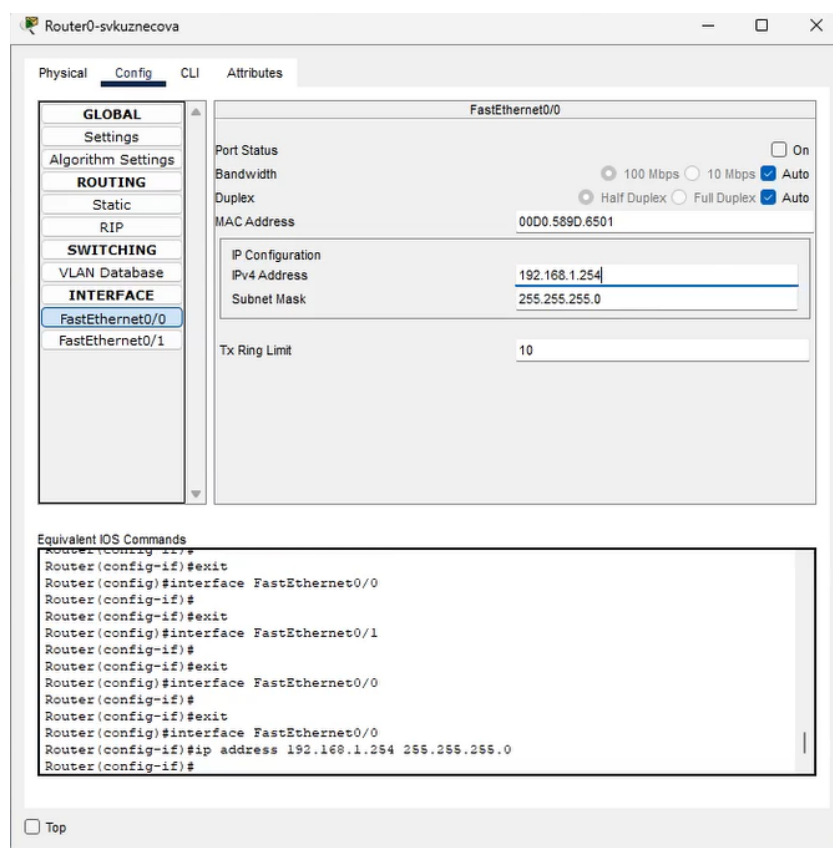 Router0-svkuznecova
Physical Config CLI Attributes
GLOBAL
Settings
Algorithm Settings
ROUTING
Static
RIP
SWITCHING
VLAN Database
INTERFACE
FastEthernet0/0
FastEthernet0/1
FastEthernet0/0
Port Status On
Bandwidth 100 Mbps 10 Mbps Auto
Duplex Half Duplex Full Duplex Auto
MAC Address 00D0.589D.6501
IP Configuration
IPv4 Address 192.168.1.254
Subnet Mask 255.255.255.0
Tx Ring Limit 10
Equivalent IOS Commands
Router(config-if)#
Router(config-if)#exit
Router(config)#interface FastEthernet0/0
Router(config-if)#
Router(config-if)#exit
Router(config)#interface FastEthernet0/1
Router(config-if)#
Router(config-if)#exit
Router(config)#interface FastEthernet0/0
Router(config-if)#
Router(config-if)#exit
Router(config)#interface FastEthernet0/0
Router(config-if)#ip address 192.168.1.254 255.255.255.0
Router(config-if)#
Top